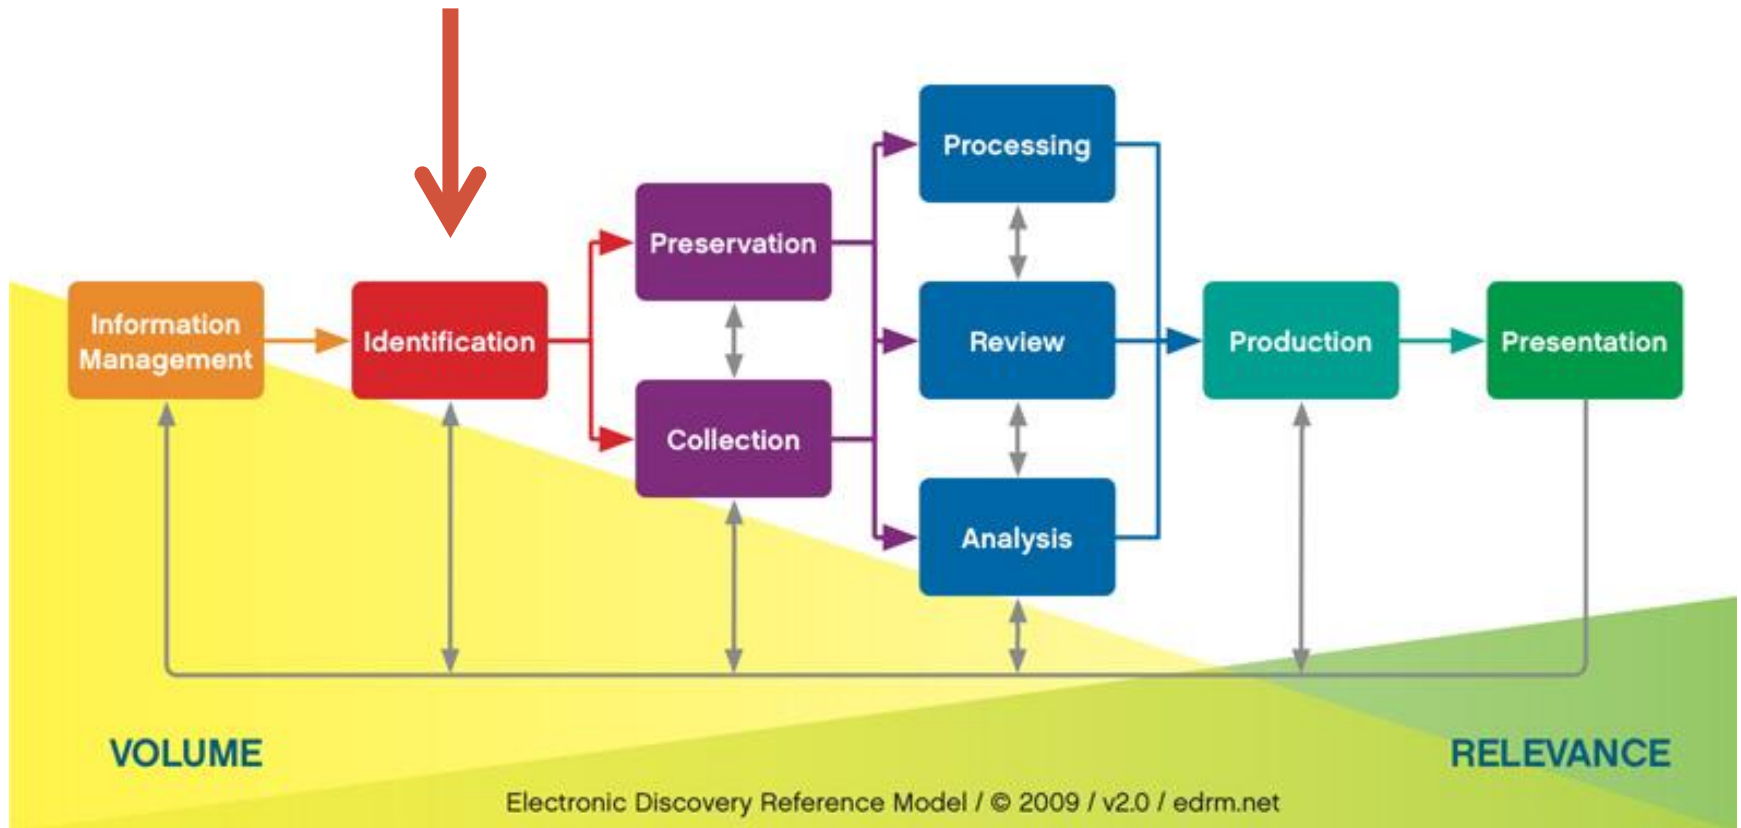 Processing
Preservation
Information
Management
Identification
Review
Production
Presentation
Collection
Analysis
VOLUME
RELEVANCE
Electronic Discovery Reference Model / © 2009 / v2.0 / edrm.net